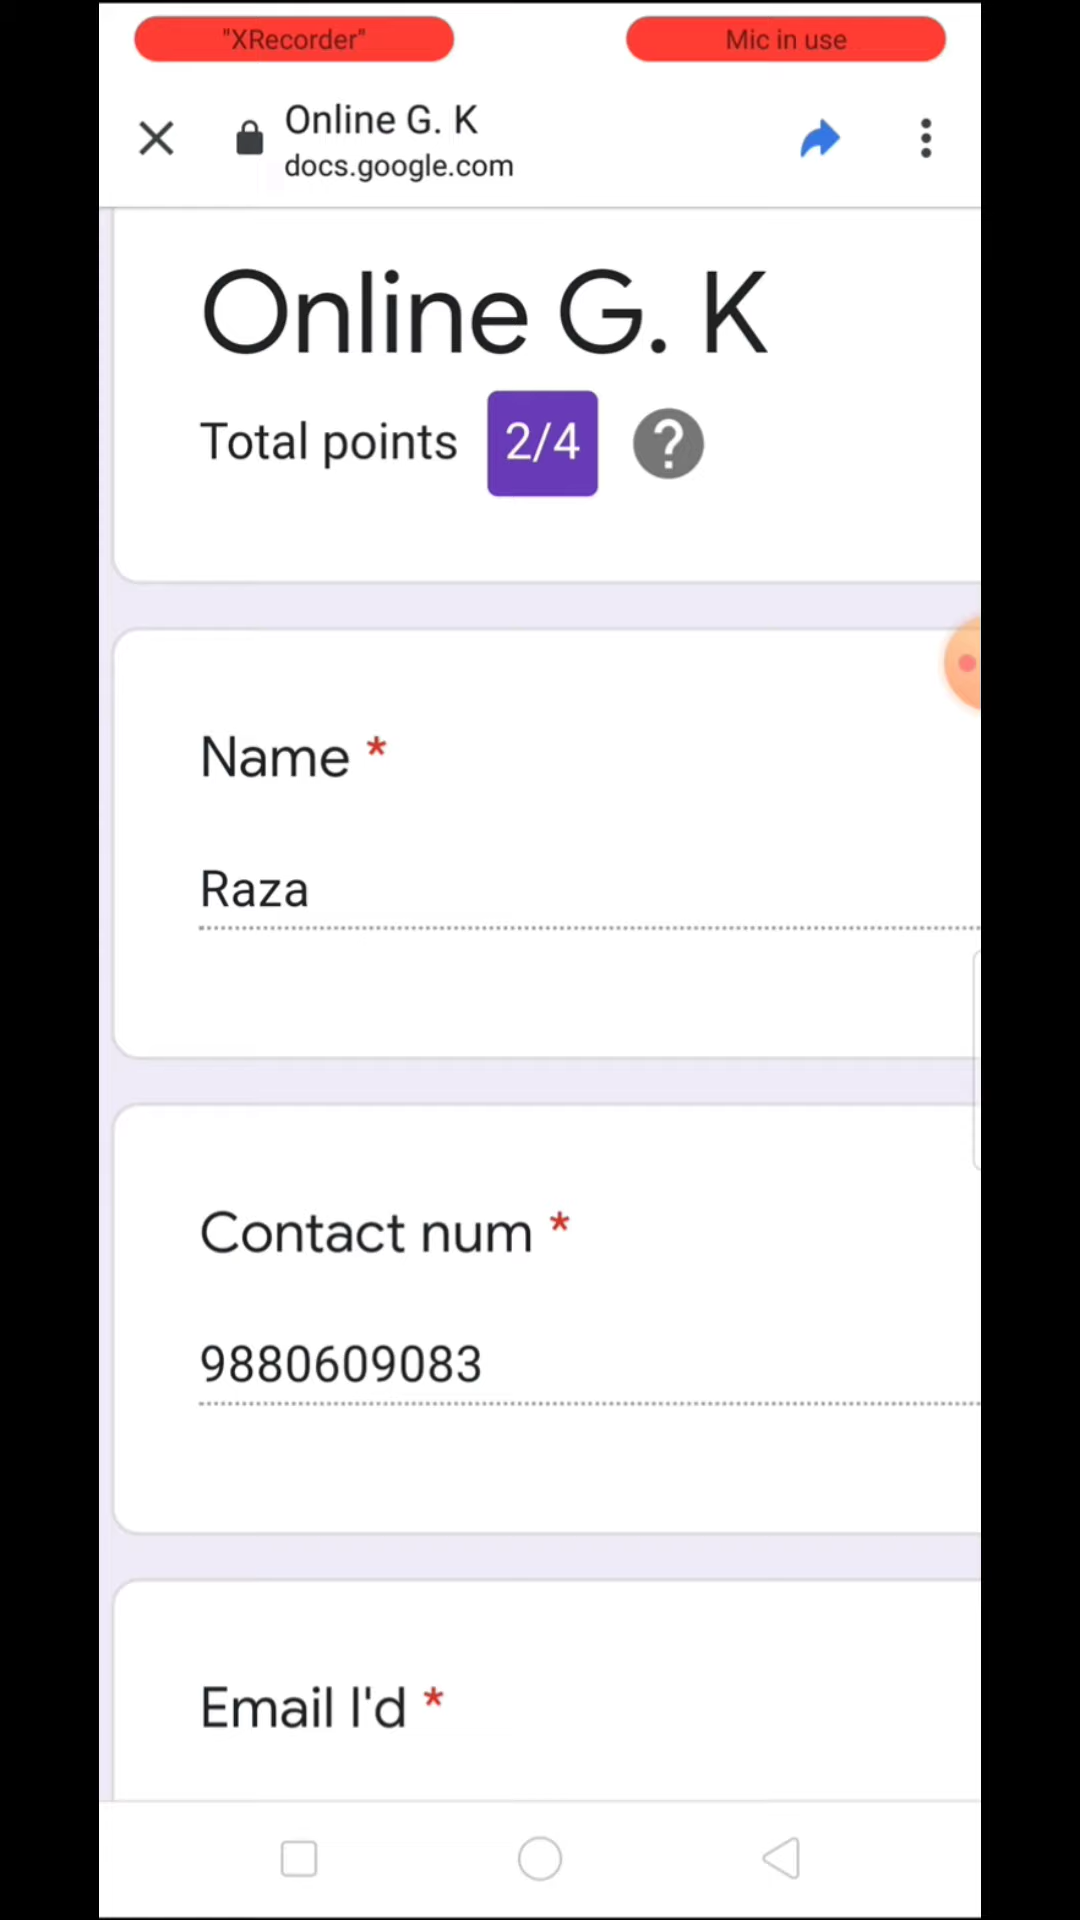 "XRecorder"
Mic in use
Online G. K
docs.google.com
Online G. K
Total points 2/4 ?
Name *
Raza
Contact num *
9880609083
Email I'd *